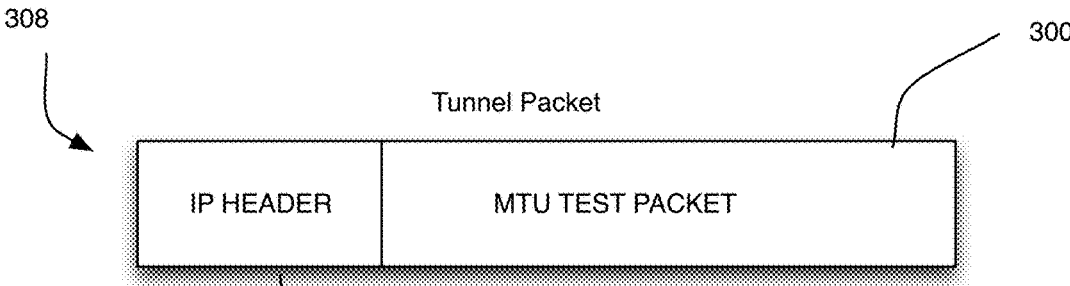 308
300
Tunnel Packet
IP HEADER
MTU TEST PACKET